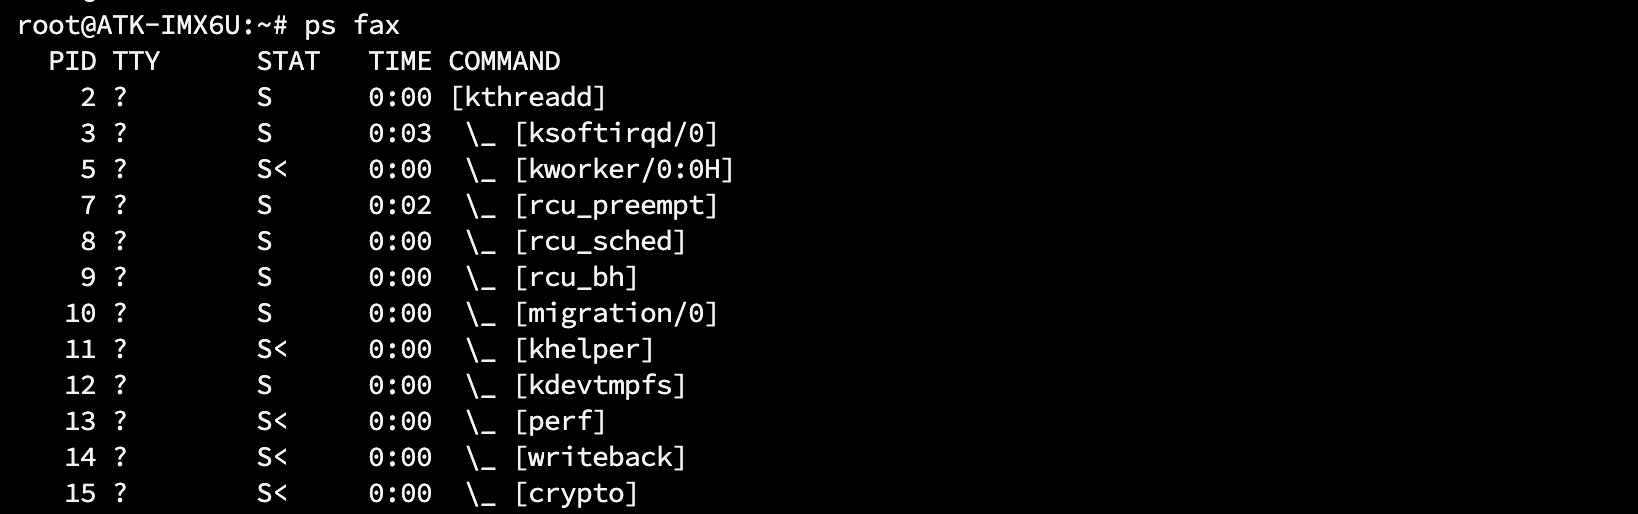 root@ATK-IMX6U:~# ps fax
  PID TTY      STAT   TIME COMMAND
    2 ?        S      0:00 [kthreadd]
    3 ?        S      0:03  \_ [ksoftirqd/0]
    5 ?        S<     0:00  \_ [kworker/0:0H]
    7 ?        S      0:02  \_ [rcu_preempt]
    8 ?        S      0:00  \_ [rcu_sched]
    9 ?        S      0:00  \_ [rcu_bh]
   10 ?        S      0:00  \_ [migration/0]
   11 ?        S<     0:00  \_ [khelper]
   12 ?        S      0:00  \_ [kdevtmpfs]
   13 ?        S<     0:00  \_ [perf]
   14 ?        S<     0:00  \_ [writeback]
   15 ?        S<     0:00  \_ [crypto]